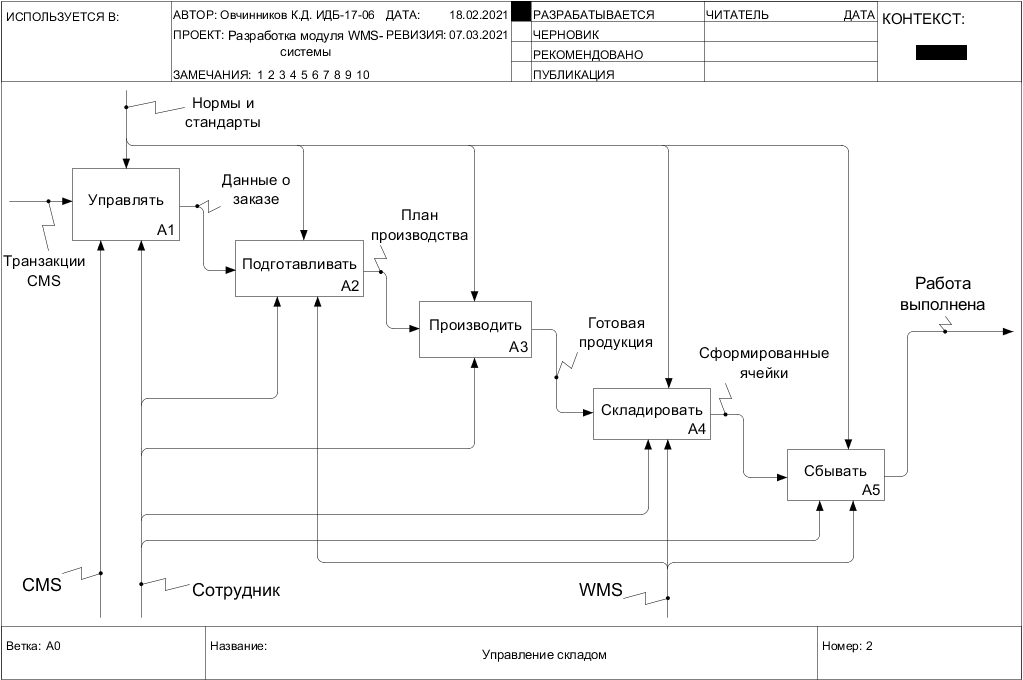 ИСПОЛЬЗУЕТСЯ В:
АВТОР: Овчинников К.Д. ИДБ-17-06 ДАТА: 18.02.2021
ПРОЕКТ: Разработка модуля WMS-системы РЕВИЗИЯ: 07.03.2021
ЗАМЕЧАНИЯ: 1 2 3 4 5 6 7 8 9 10
РАЗРАБАТЫВАЕТСЯ
ЧЕРНОВИК
РЕКОМЕНДОВАНО
ПУБЛИКАЦИЯ
ЧИТАТЕЛЬ ДАТА
КОНТЕКСТ:
Нормы и
стандарты
Управлять
A1
Данные о
заказе
Транзакции
CMS
План
производства
Подготавливать
A2
Производить
A3
Готовая
продукция
Работа
выполнена
Сформированные
ячейки
Складировать
A4
Сбывать
A5
CMS
Сотрудник
WMS
Ветка: A0
Название:
Управление складом
Номер: 2